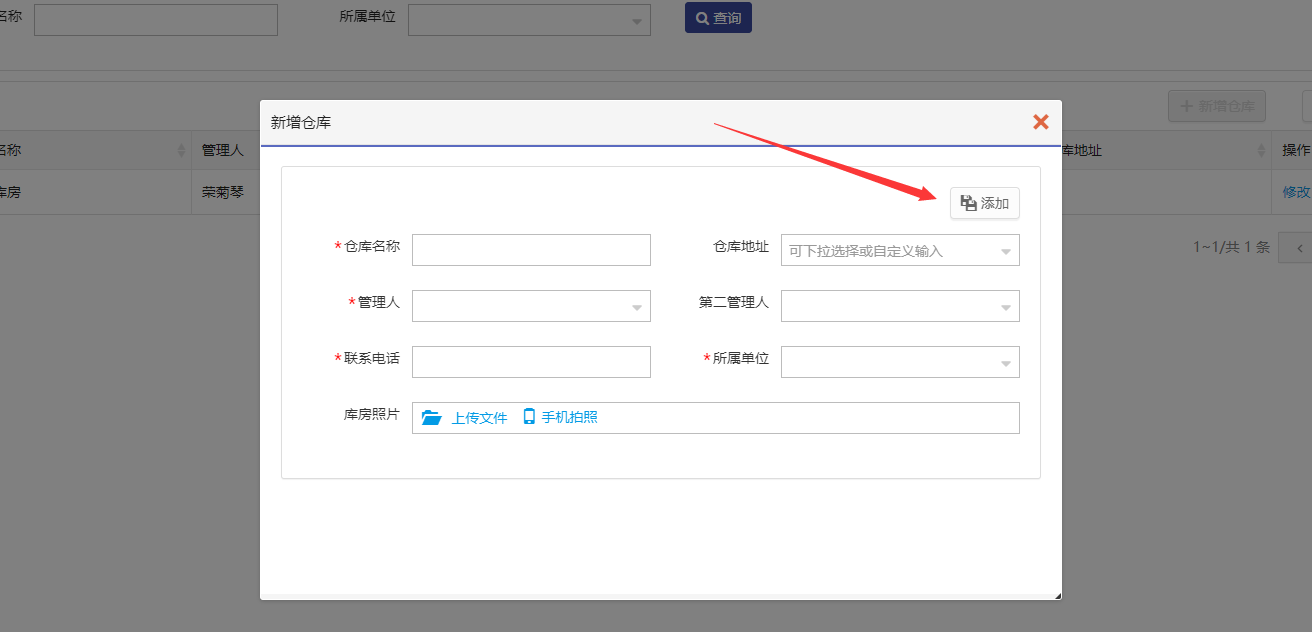 名称 所属单位 查询
新增仓库
新增仓库
名称 管理人 库地址 操作
库房 荣菊琴 修改
添加
*仓库名称 仓库地址 可下拉选择或自定义输入
1~1/共 1 条
*管理人 第二管理人
*联系电话 *所属单位
库房照片 上传文件 手机拍照